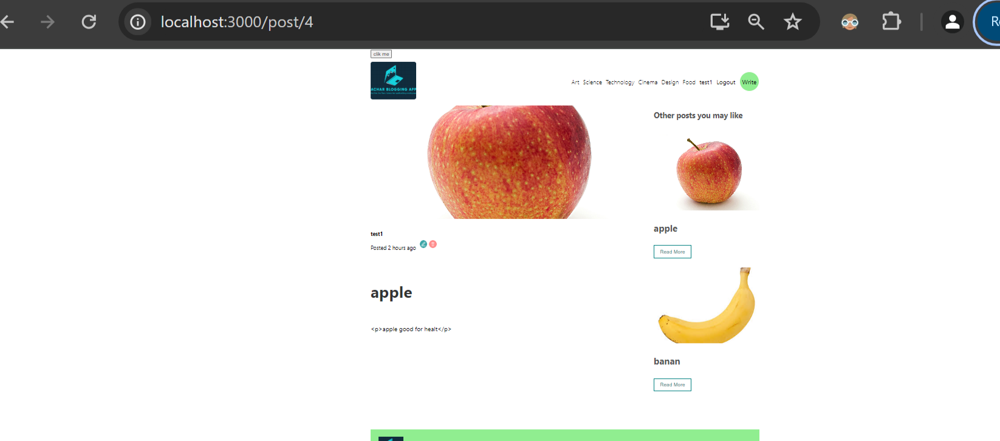 localhost:3000/post/4
clik me
ACHAR BLOGGING APP
Art Science Technology Cinema Design Food test1 Logout Write
Other posts you may like
test1
Posted 2 hours ago
apple
Read More
apple
<p>apple good for healt</p>
banan
Read More